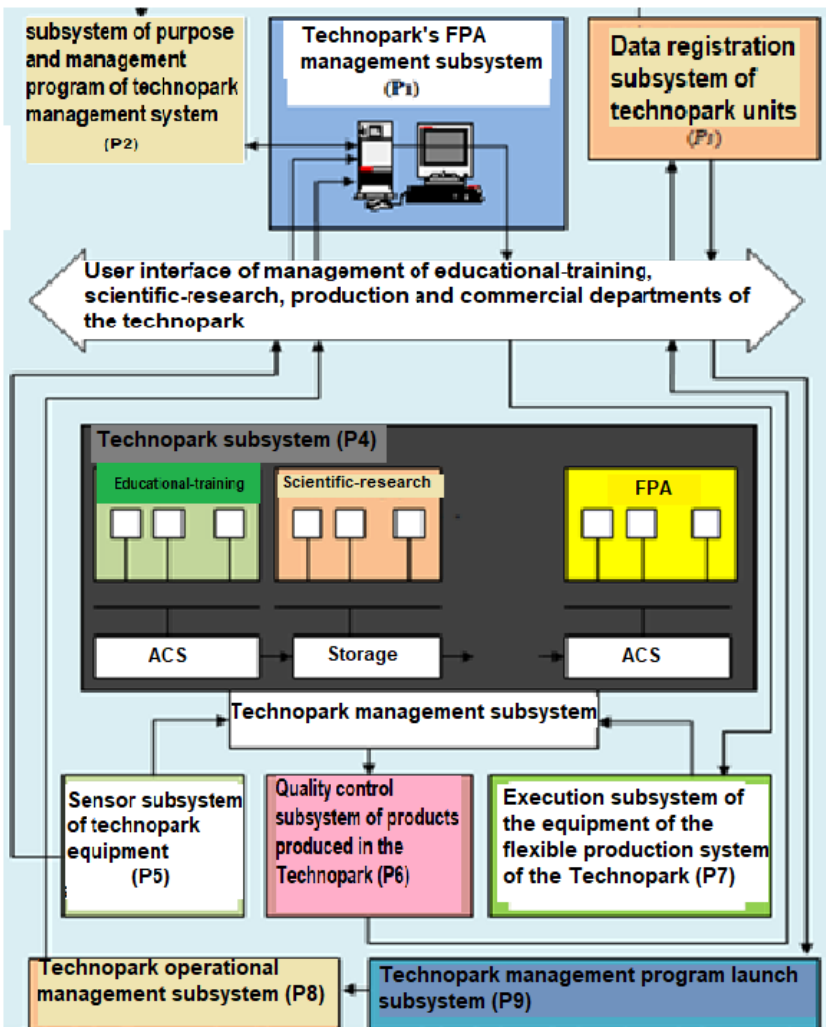 subsystem of purpose
and management
program of technopark
management system
(P2)
Technopark's FPA
management subsystem
(P1)
Data registration
subsystem of
technopark units
(P1)
User interface of management of educational-training,
scientific-research, production and commercial departments of
the technopark
Technopark subsystem (P4)
Educational-training
Scientific-research
FPA
ACS
Storage
ACS
Technopark management subsystem
Sensor subsystem
of technopark
equipment
(P5)
Quality control
subsystem of products
produced in the
Technopark (P6)
Execution subsystem of
the equipment of the
flexible production system
of the Technopark (P7)
Technopark operational
management subsystem (P8)
Technopark management program launch
subsystem (P9)